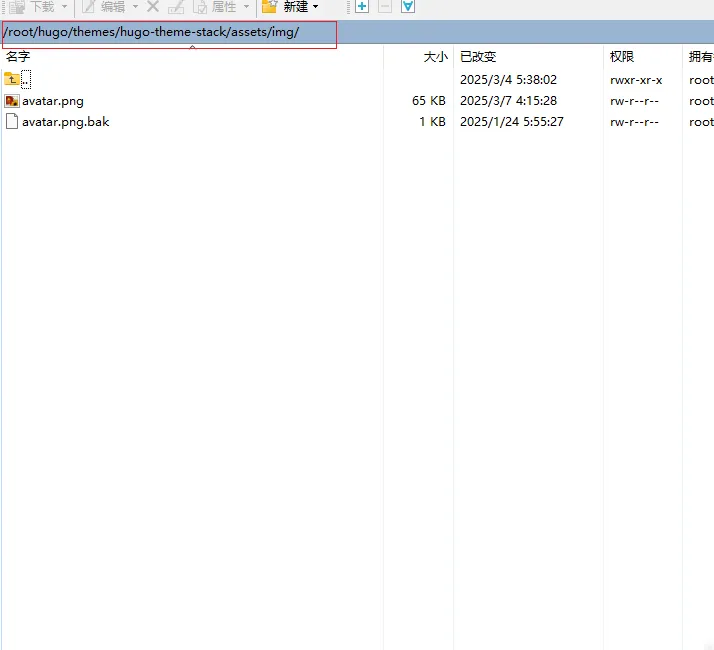 下载 编辑 属性 新建
/root/hugo/themes/hugo-theme-stack/assets/img/
名字 大小 已改变 权限 拥有
.. 2025/3/4 5:38:02 rwxr-xr-x root
avatar.png 65 KB 2025/3/7 4:15:28 rw-r--r-- root
avatar.png.bak 1 KB 2025/1/24 5:55:27 rw-r--r-- root